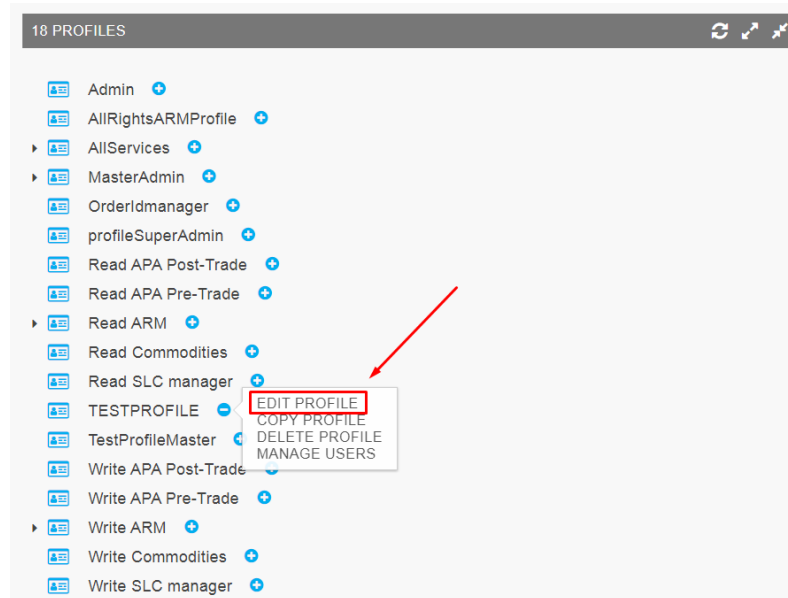 18 PROFILES
Admin
AllRightsARMProfile
AllServices
MasterAdmin
OrderIdmanager
profileSuperAdmin
Read APA Post-Trade
Read APA Pre-Trade
Read ARM
Read Commodities
Read SLC manager
TESTPROFILE
EDIT PROFILE
COPY PROFILE
DELETE PROFILE
MANAGE USERS
TestProfileMaster
Write APA Post-Trade
Write APA Pre-Trade
Write ARM
Write Commodities
Write SLC manager